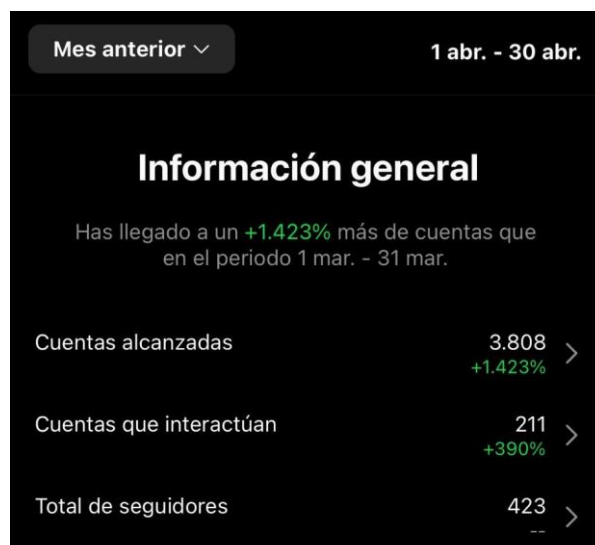 Mes anterior
1 abr. - 30 abr.
Información general
Has llegado a un +1.423% más de cuentas que
en el periodo 1 mar. - 31 mar.
Cuentas alcanzadas
3.808
+1.423%
Cuentas que interactúan
211
+390%
Total de seguidores
423
--